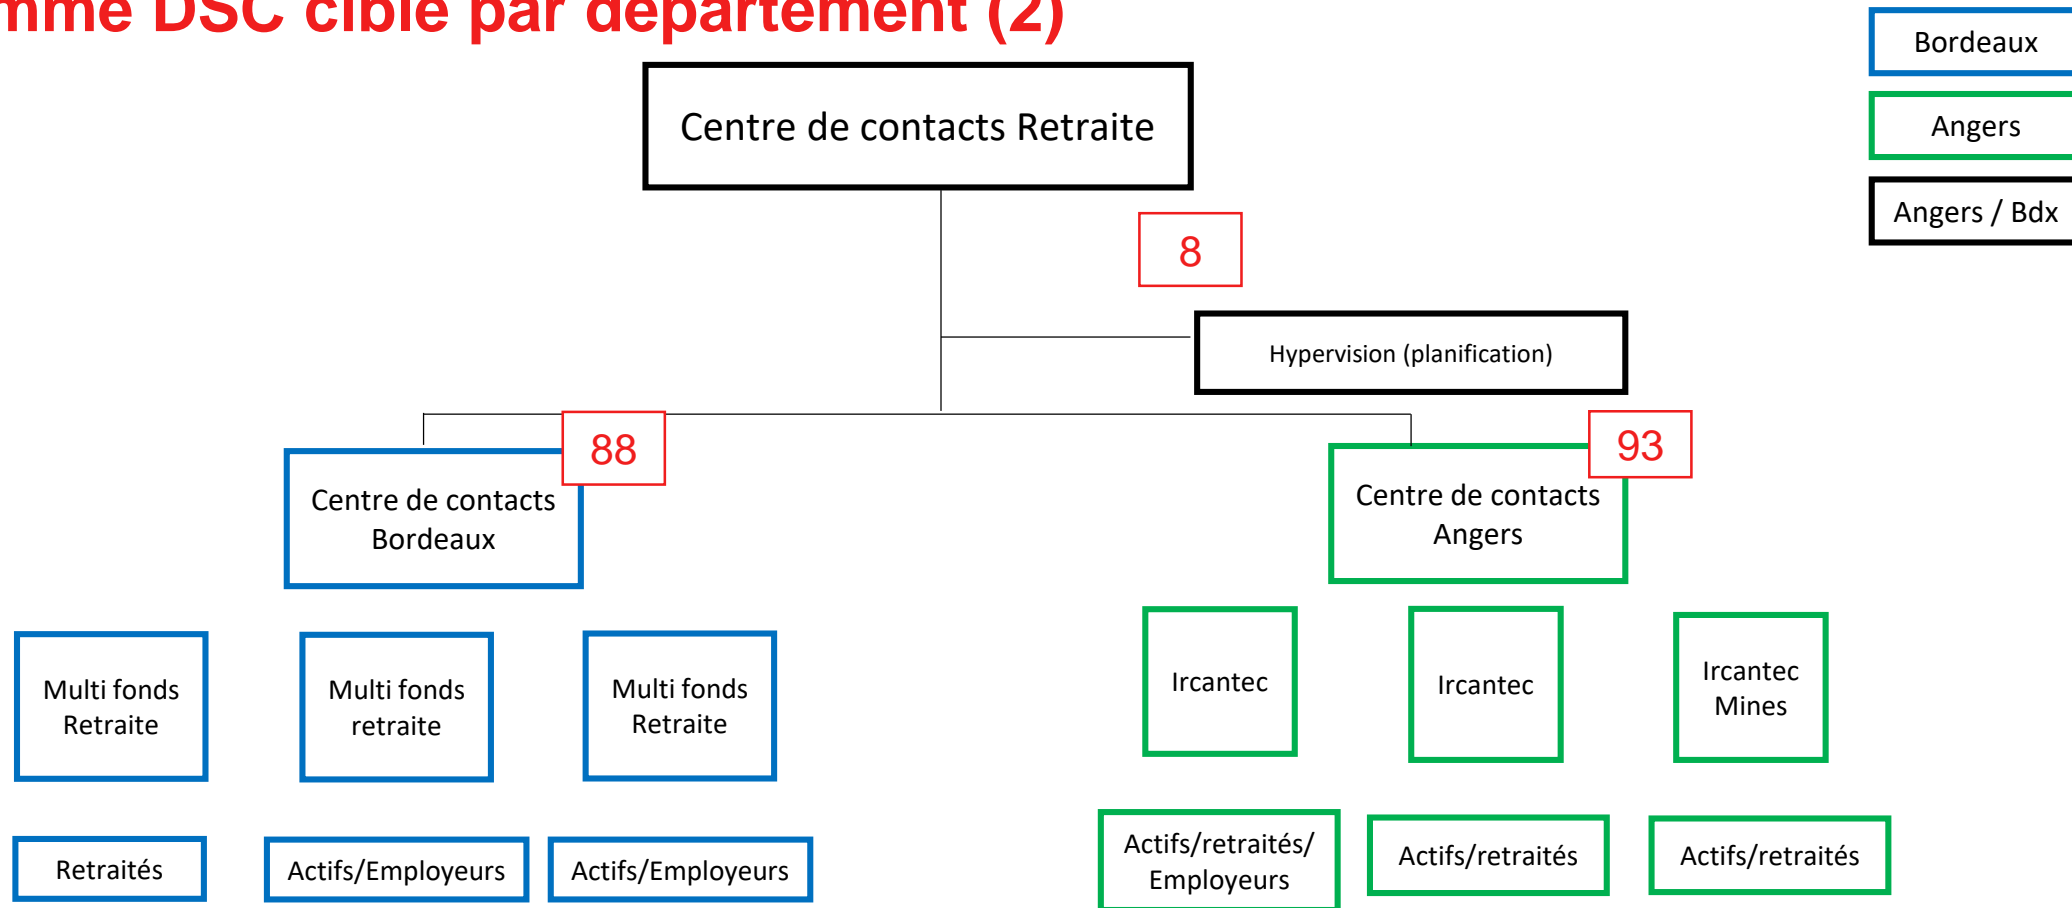 mme DSC cible par département (2)
Bordeaux
Angers
Angers / Bdx
Centre de contacts Retraite
8
Hypervision (planification)
88
93
Centre de contacts
Bordeaux
Centre de contacts
Angers
Multi fonds
Retraite
Multi fonds
retraite
Multi fonds
Retraite
Ircantec
Ircantec
Ircantec
Mines
Retraités
Actifs/Employeurs
Actifs/Employeurs
Actifs/retraités/
Employeurs
Actifs/retraités
Actifs/retraités